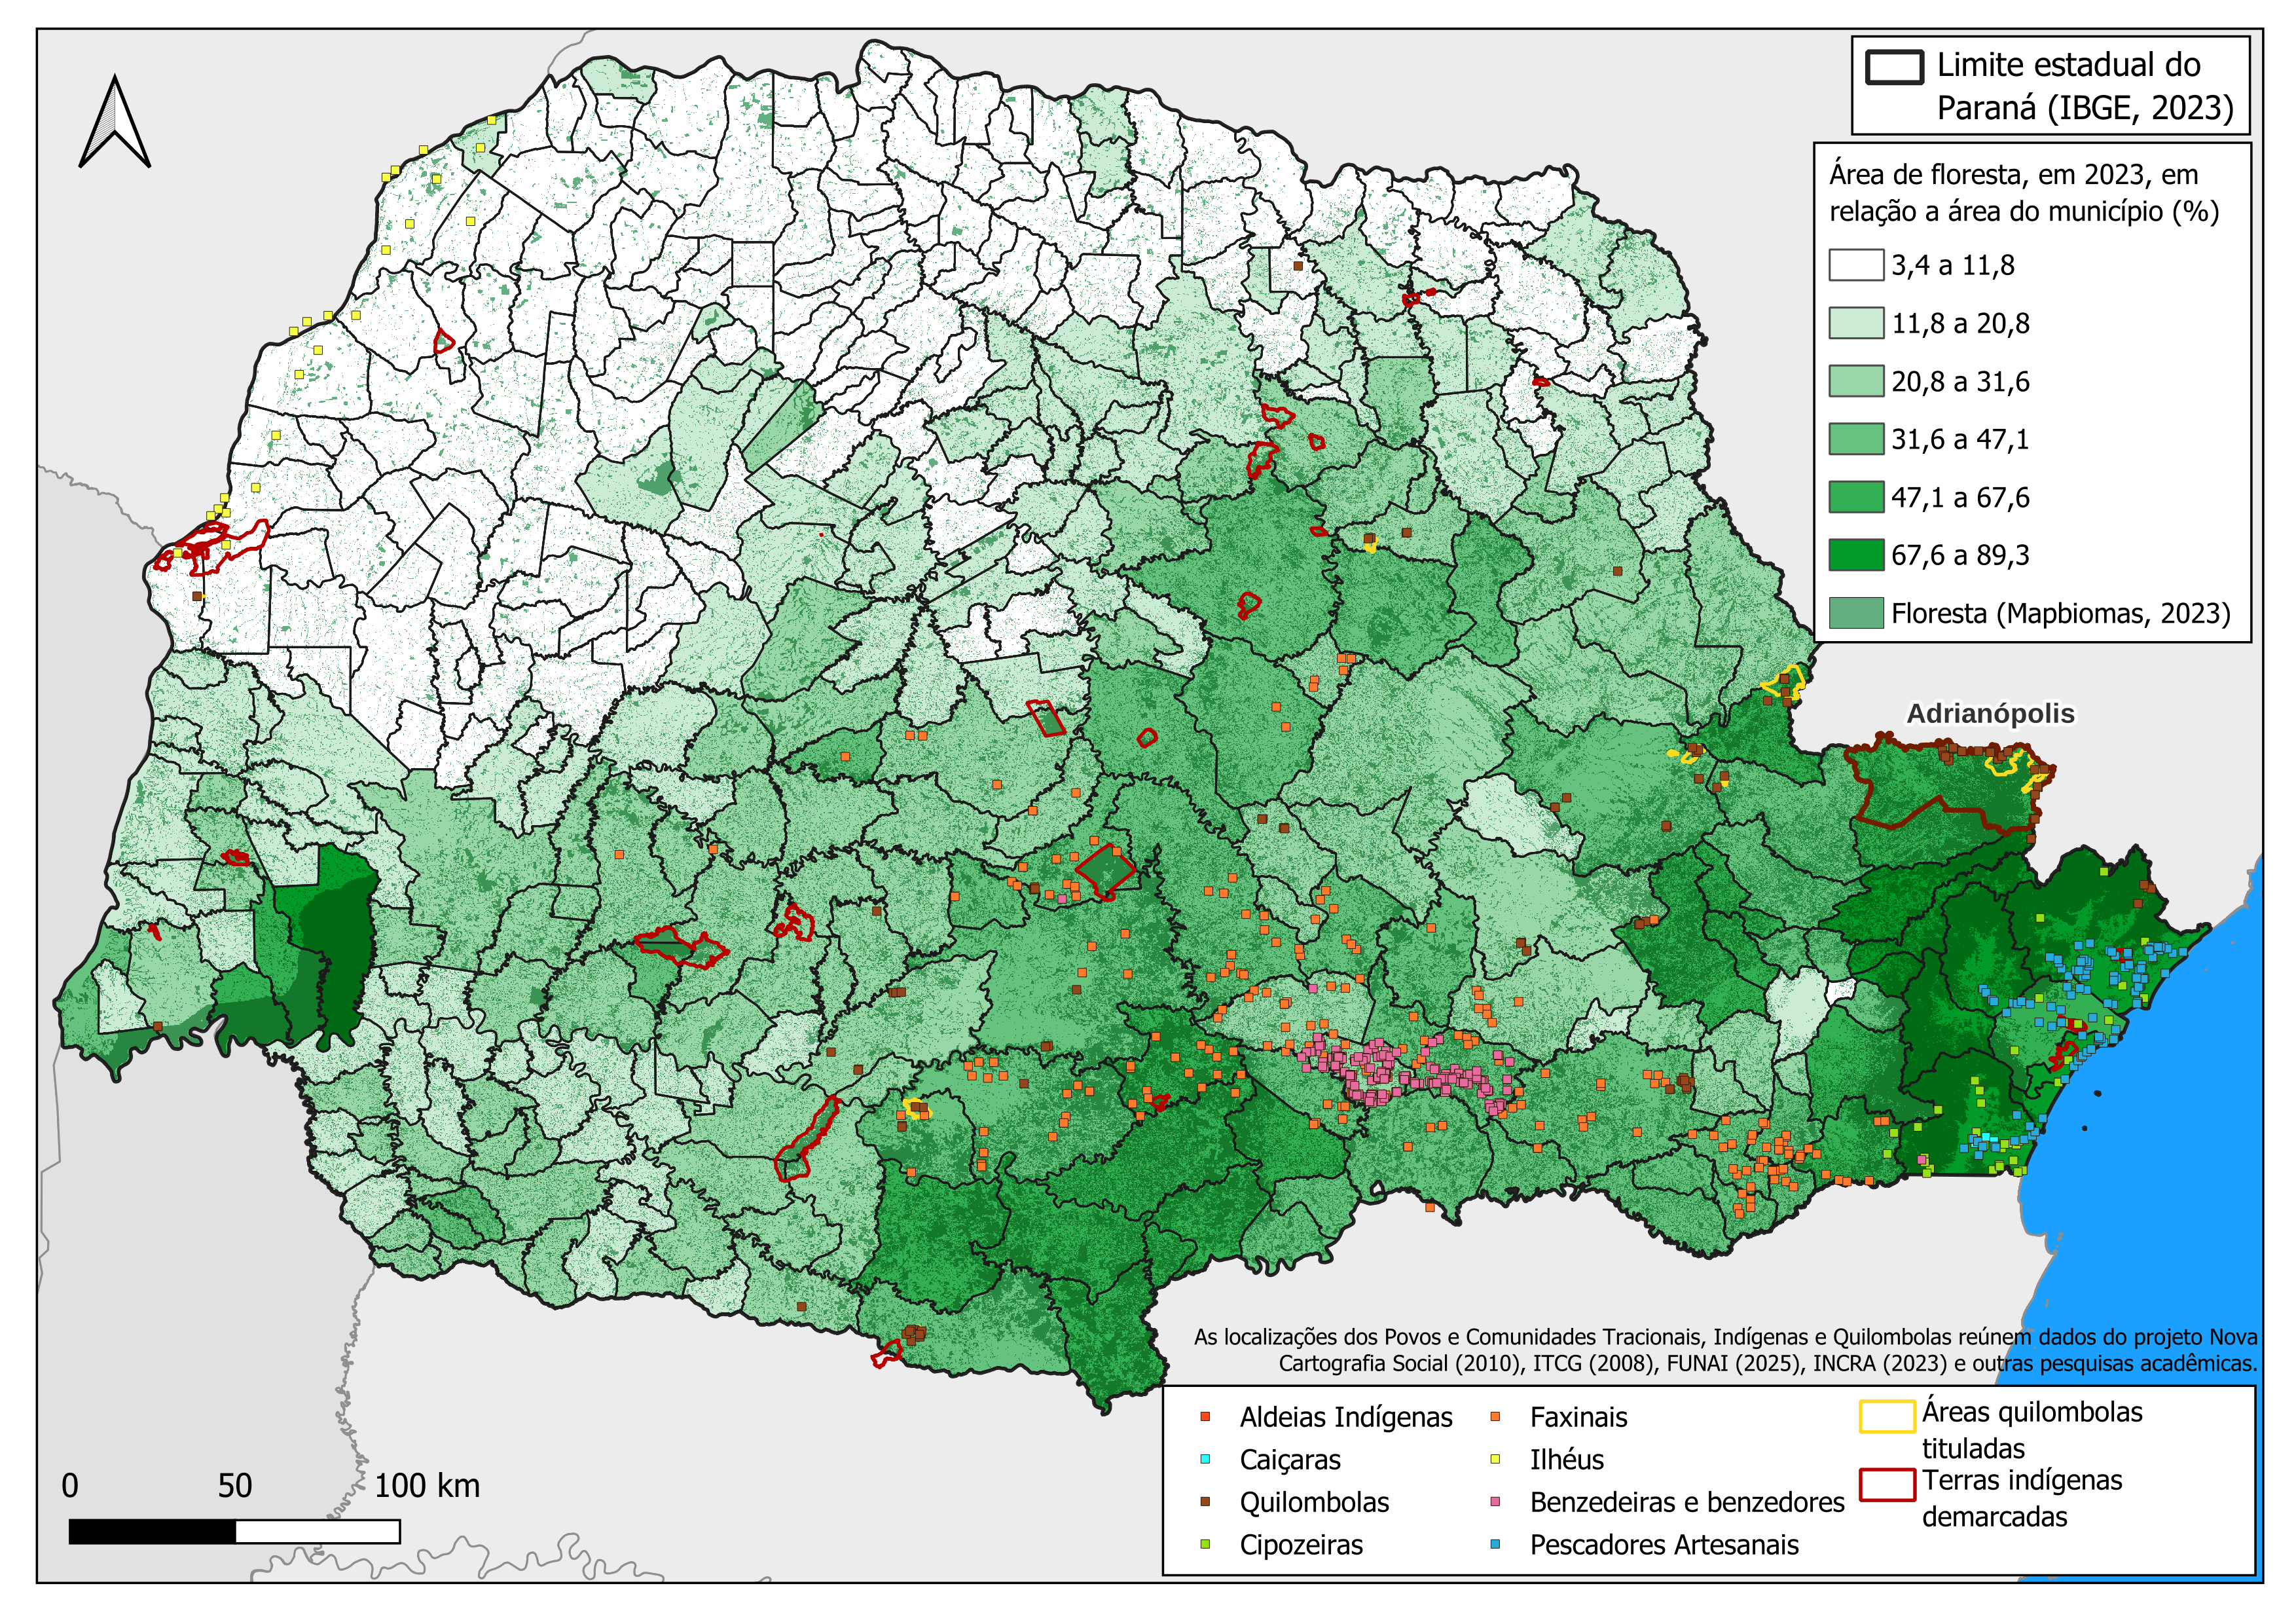 Limite estadual do
Paraná (IBGE, 2023)
Área de floresta, em 2023, em
relação a área do município (%)
3,4 a 11,8
11,8 a 20,8
20,8 a 31,6
31,6 a 47,1
47,1 a 67,6
67,6 a 89,3
Floresta (Mapbiomas, 2023)
Adrianópolis
As localizações dos Povos e Comunidades Tracionais, Indígenas e Quilombolas reúnem dados do projeto Nova
Cartografia Social (2010), ITCG (2008), FUNAI (2025), INCRA (2023) e outras pesquisas acadêmicas.
Aldeias Indígenas
Caiçaras
Quilombolas
Cipozeiras
Faxinais
Ilhéus
Benzedeiras e benzedores
Pescadores Artesanais
Áreas quilombolas
tituladas
Terras indígenas
demarcadas
0 50 100 km